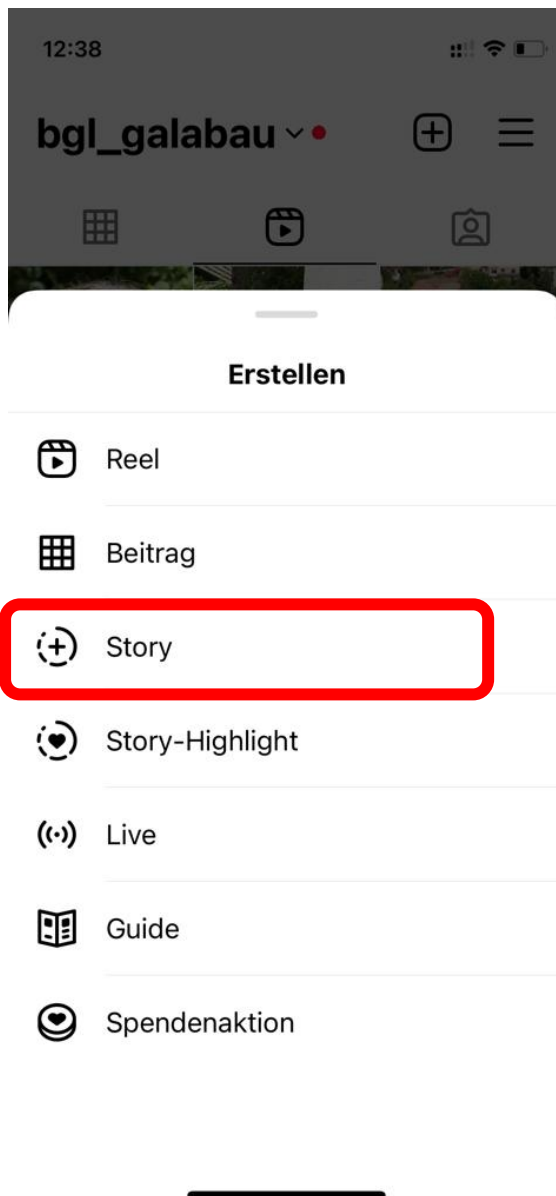 12:38
bgl_galabau
Erstellen
Reel
Beitrag
Story
Story-Highlight
Live
Guide
Spendenaktion